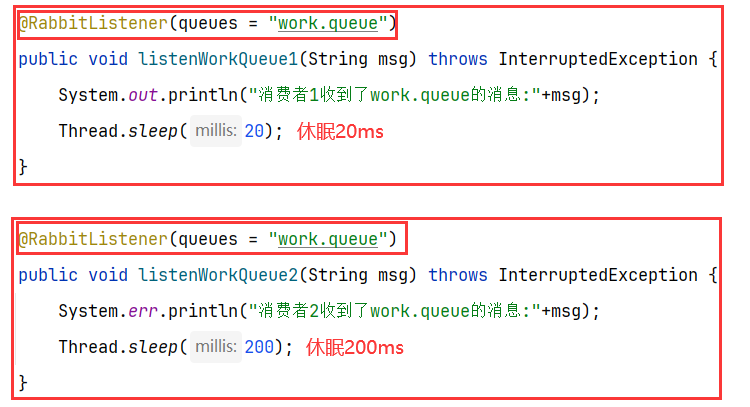 @RabbitListener(queues = "work.queue")
public void listenWorkQueue1(String msg) throws InterruptedException {
System.out.println("消费者1收到了work.queue的消息:"+msg);
Thread.sleep( millis: 20); 休眠20ms
}
@RabbitListener(queues = "work.queue")
public void listenWorkQueue2(String msg) throws InterruptedException {
System.err.println("消费者2收到了work.queue的消息:"+msg);
Thread.sleep( millis: 200); 休眠200ms
}